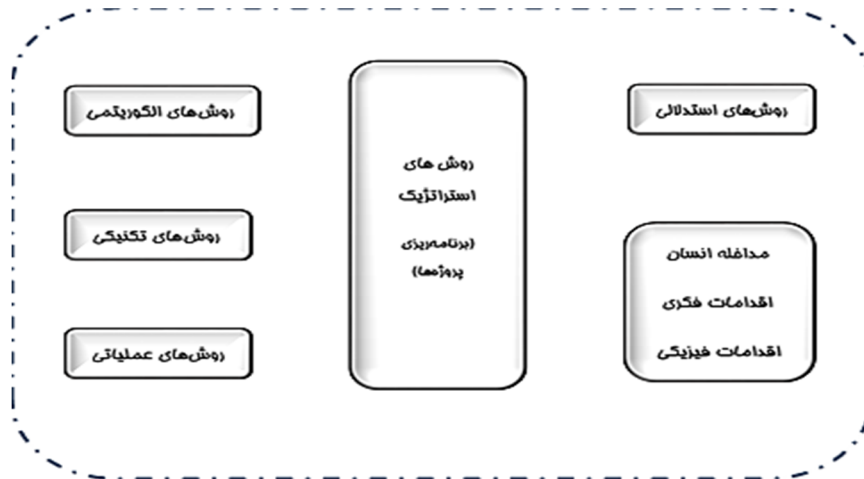 روش‌های استدلالی
مداخله انسان
اقدامات فکری
اقدامات فیزیکی
روش های
استراتژیک
(برنامه‌ریزی
پروژه‌ها)
روش‌های الگوریتمی
روش‌های تکنیکی
روش‌های عملیاتی